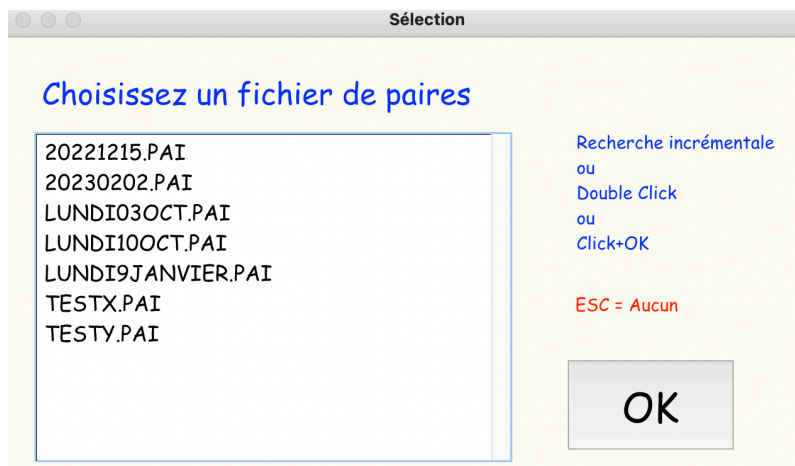 Sélection
Choisissez un fichier de paires
20221215.PAI
20230202.PAI
LUNDI03OCT.PAI
LUNDI10OCT.PAI
LUNDI9JANVIER.PAI
TESTX.PAI
TESTY.PAI
Recherche incrémentale
ou
Double Click
ou
Click+OK
ESC = Aucun
OK